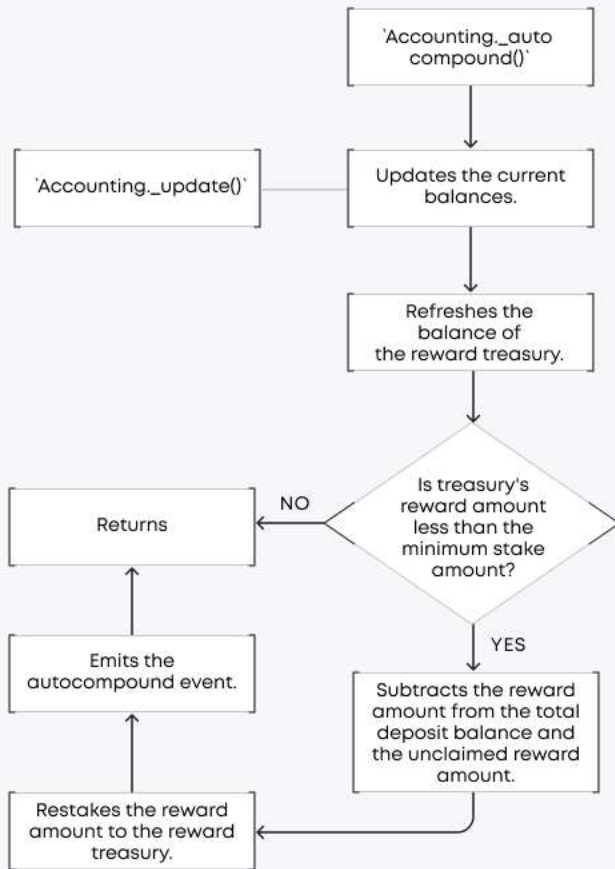 `Accounting._auto
compound()`
`Accounting._update()`
Updates the current
balances.
Refreshes the
balance of
the reward treasury.
Is treasury's
reward amount
less than the
minimum stake
amount?
NO
Returns
YES
Emits the
autocompound event.
Subtracts the reward
amount from the total
deposit balance and
the unclaimed reward
amount.
Restakes the reward
amount to the reward
treasury.